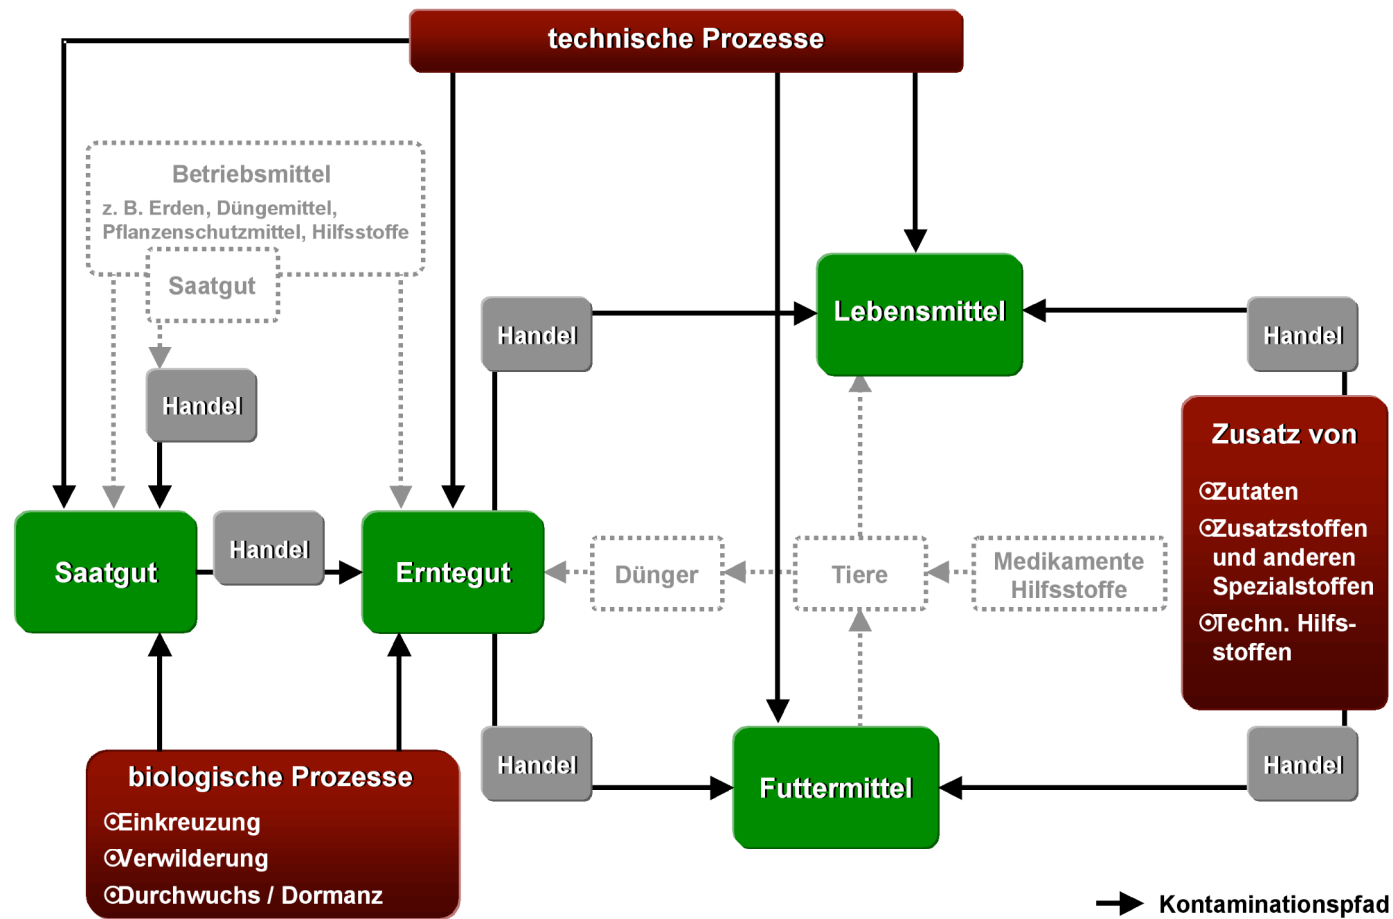 technische Prozesse
Betriebsmittel
z. B. Erden, Düngemittel,
Pflanzenschutzmittel, Hilfsstoffe
Saatgut
Handel
Handel
Lebensmittel
Handel
Handel
Saatgut
Handel
Erntegut
Dünger
Tiere
Medikamente
Hilfsstoffe
Zusatz von
Zutaten
Zusatzstoffen
und anderen
Spezialstoffen
Techn. Hilfs-
stoffen
biologische Prozesse
Einkreuzung
Verwilderung
Durchwuchs / Dormanz
Handel
Futtermittel
Handel
Kontaminationspfad